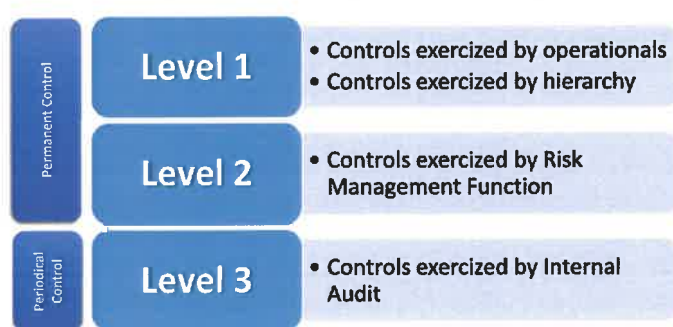 Permanent Control
Level 1
• Controls exercized by operationals
• Controls exercized by hierarchy
Level 2
• Controls exercized by Risk
Management Function
Periodical
Control
Level 3
• Controls exercized by Internal
Audit